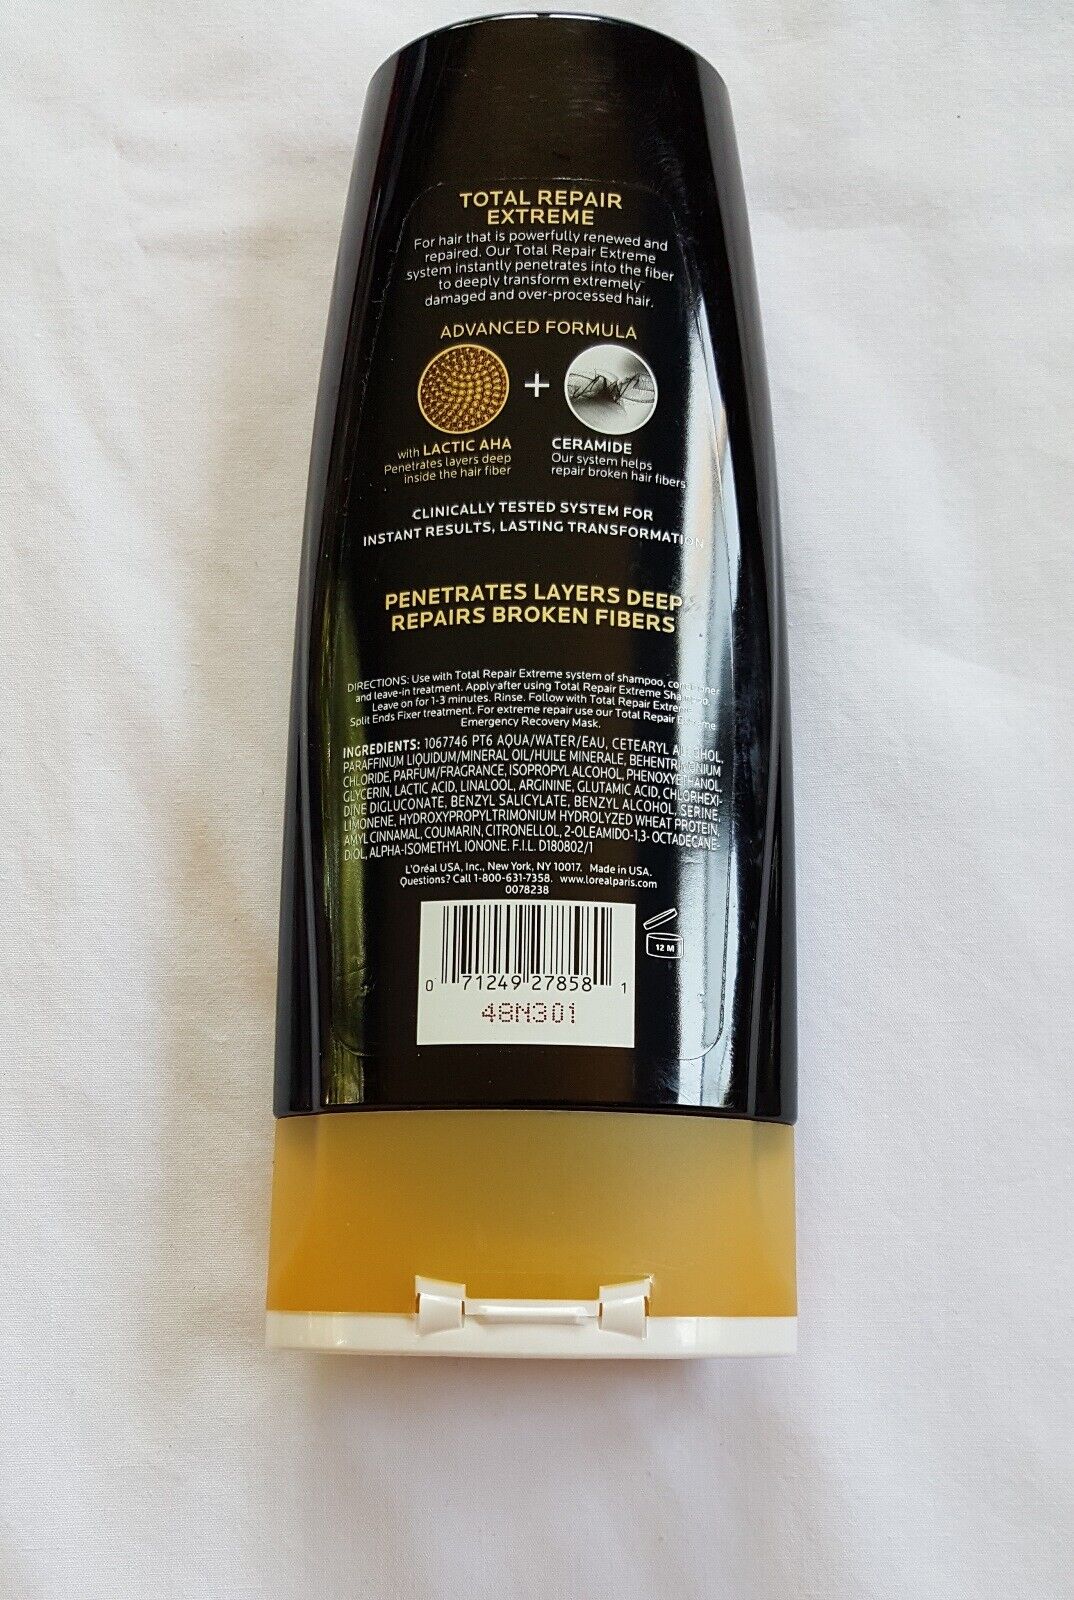 TOTAL REPAIR
EXTREME
For hair that is powerfully renewed and
repaired. Our Total Repair Extreme
system instantly penetrates into the fiber
to deeply transform extremely
damaged and over-processed hair.
ADVANCED FORMULA
+
with LACTIC AHA
Penetrates layers deep
inside the hair fiber
CERAMIDE
Our system helps
repair broken hair fibers
CLINICALLY TESTED SYSTEM FOR
INSTANT RESULTS, LASTING TRANSFORMATION
PENETRATES LAYERS DEEP
REPAIRS BROKEN FIBERS
DIRECTIONS: Use with Total Repair Extreme system of shampoo, conditioner
and leave-in treatment. Apply after using Total Repair Extreme Shampoo.
Leave on for 1-3 minutes. Rinse. Follow with Total Repair Extreme
Split Ends Fixer treatment. For extreme repair use our Total Repair Extreme
Emergency Recovery Mask.
INGREDIENTS: 1067746 PT6 AQUA/WATER/EAU, CETEARYL ALCOHOL,
PARAFFINUM LIQUIDUM/MINERAL OIL/HUILE MINERALE, BEHENTRIMONIUM
CHLORIDE, PARFUM/FRAGRANCE, ISOPROPYL ALCOHOL, PHENOXYETHANOL,
GLYCERIN, LACTIC ACID, LINALOOL, ARGININE, GLUTAMIC ACID, CHLORHEXI-
DINE DIGLUCONATE, BENZYL SALICYLATE, BENZYL ALCOHOL, SERINE,
LIMONENE, HYDROXYPROPYLTRIMONIUM HYDROLYZED WHEAT PROTEIN,
AMYL CINNAMAL, COUMARIN, CITRONELLOL, 2-OLEAMIDO-1,3- OCTADECANE-
DIOL, ALPHA-ISOMETHYL IONONE. F.I.L. D180802/1
L'Oréal USA, Inc., New York, NY 10017. Made in USA.
Questions? Call 1-800-631-7358. www.lorealparis.com
0078238
12 M
0 71249 27858 1
48N301